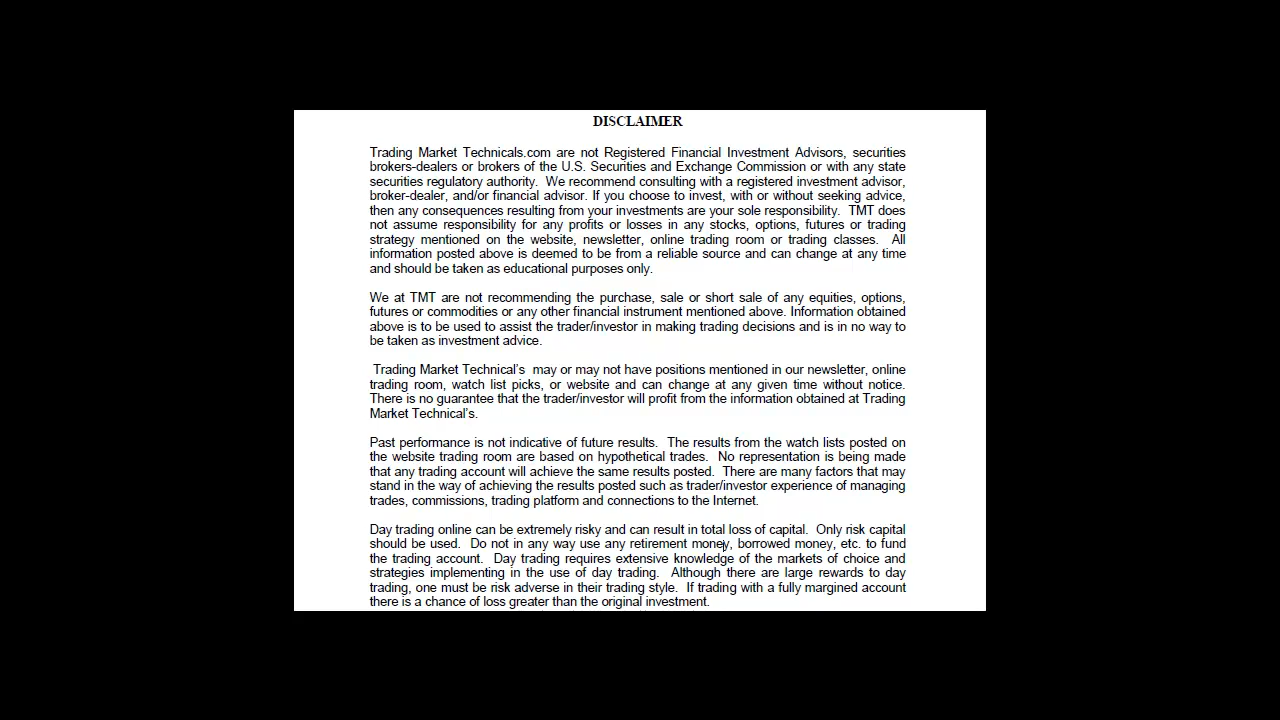 DISCLAIMER
Trading Market Technicals.com are not Registered Financial Investment Advisors, securities
brokers-dealers or brokers of the U.S. Securities and Exchange Commission or with any state
securities regulatory authority.  We recommend consulting with a registered investment advisor,
broker-dealer, and/or financial advisor. If you choose to invest, with or without seeking advice,
then any consequences resulting from your investments are your sole responsibility.  TMT does
not assume responsibility for any profits or losses in any stocks, options, futures or trading
strategy mentioned on the website, newsletter, online trading room or trading classes.  All
information posted above is deemed to be from a reliable source and can change at any time
and should be taken as educational purposes only.
We at TMT are not recommending the purchase, sale or short sale of any equities, options,
futures or commodities or any other financial instrument mentioned above. Information obtained
above is to be used to assist the trader/investor in making trading decisions and is in no way to
be taken as investment advice.
Trading Market Technical's  may or may not have positions mentioned in our newsletter, online
trading room, watch list picks, or website and can change at any given time without notice.
There is no guarantee that the trader/investor will profit from the information obtained at Trading
Market Technical's.
Past performance is not indicative of future results.  The results from the watch lists posted on
the website trading room are based on hypothetical trades.  No representation is being made
that any trading account will achieve the same results posted.  There are many factors that may
stand in the way of achieving the results posted such as trader/investor experience of managing
trades, commissions, trading platform and connections to the Internet.
Day trading online can be extremely risky and can result in total loss of capital.  Only risk capital
should be used.  Do not in any way use any retirement money, borrowed money, etc. to fund
the trading account.  Day trading requires extensive knowledge of the markets of choice and
strategies implementing in the use of day trading.  Although there are large rewards to day
trading, one must be risk adverse in their trading style.  If trading with a fully margined account
there is a chance of loss greater than the original investment.